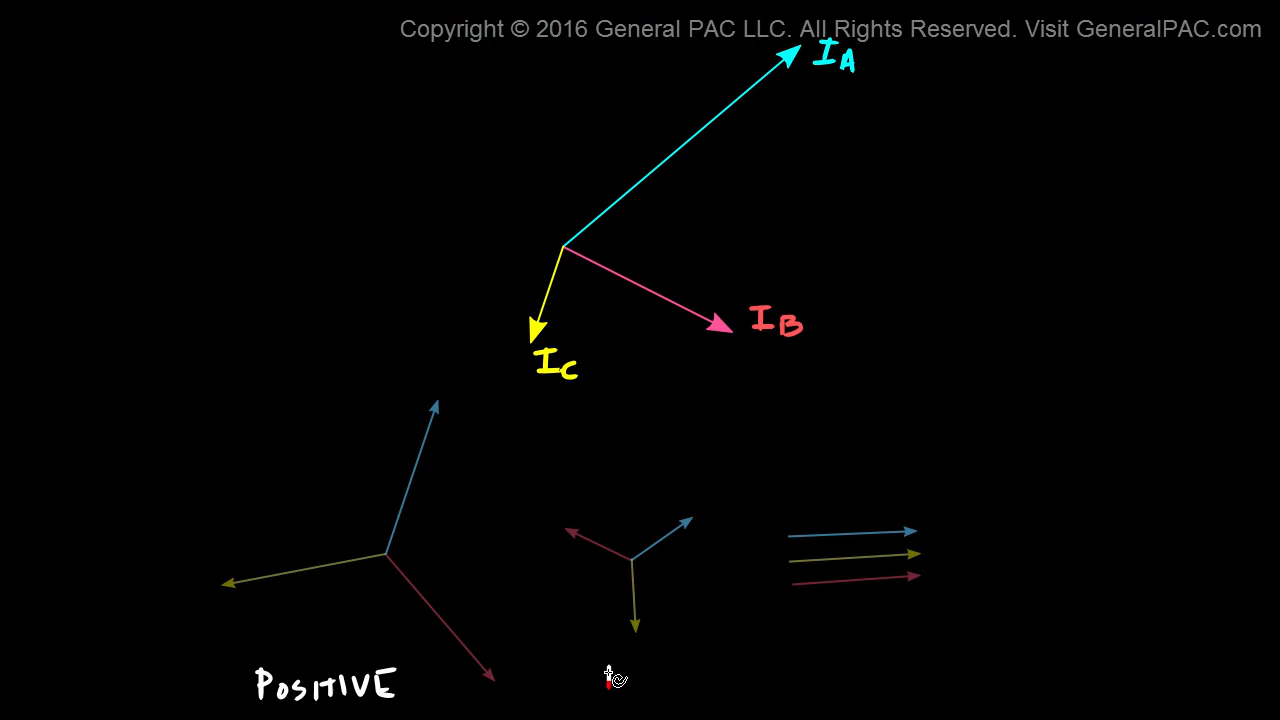 Copyright © 2016 General PAC LLC. All Rights Reserved. Visit GeneralPAC.com
IA
IB
IC
POSITIVE